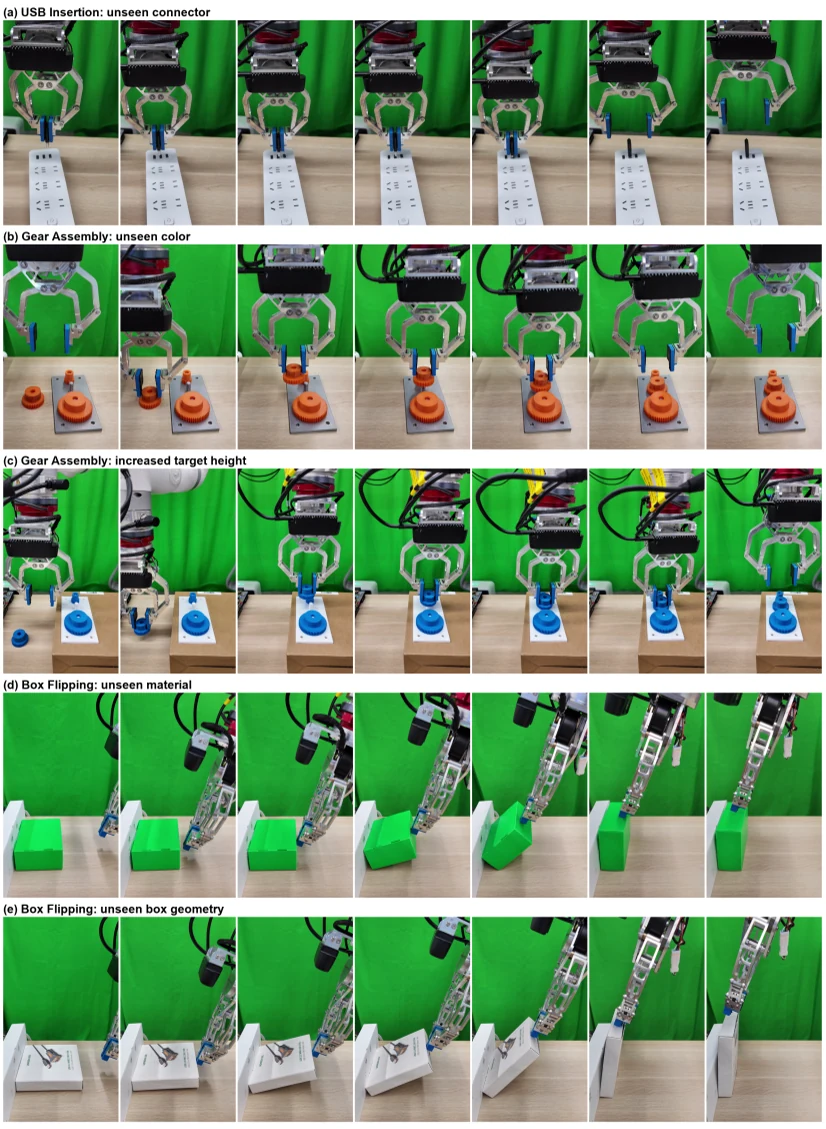 (a) USB Insertion: unseen connector
(b) Gear Assembly: unseen color
(c) Gear Assembly: increased target height
(d) Box Flipping: unseen material
(e) Box Flipping: unseen box geometry